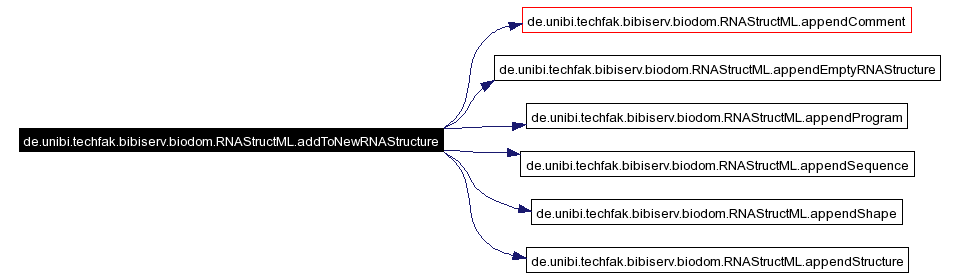 de.unibi.techfak.bibiserv.biodom.RNAStructML.appendComment
de.unibi.techfak.bibiserv.biodom.RNAStructML.appendEmptyRNAStructure
de.unibi.techfak.bibiserv.biodom.RNAStructML.appendProgram
de.unibi.techfak.bibiserv.biodom.RNAStructML.addToNewRNAStructure
de.unibi.techfak.bibiserv.biodom.RNAStructML.appendSequence
de.unibi.techfak.bibiserv.biodom.RNAStructML.appendShape
de.unibi.techfak.bibiserv.biodom.RNAStructML.appendStructure